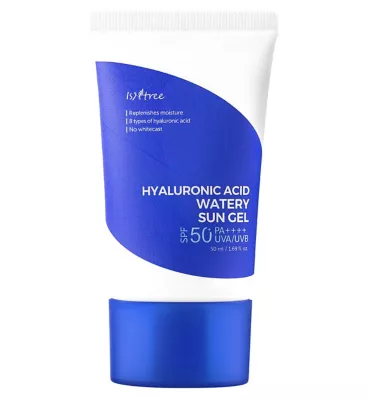 Isntree
Replenishes moisture
8 types of hyaluronic acid
No whitecast
HYALURONIC ACID
WATERY
SUN GEL
SPF 50+ PA++++
UVA/UVB
50 ml / 1.69 fl. oz.